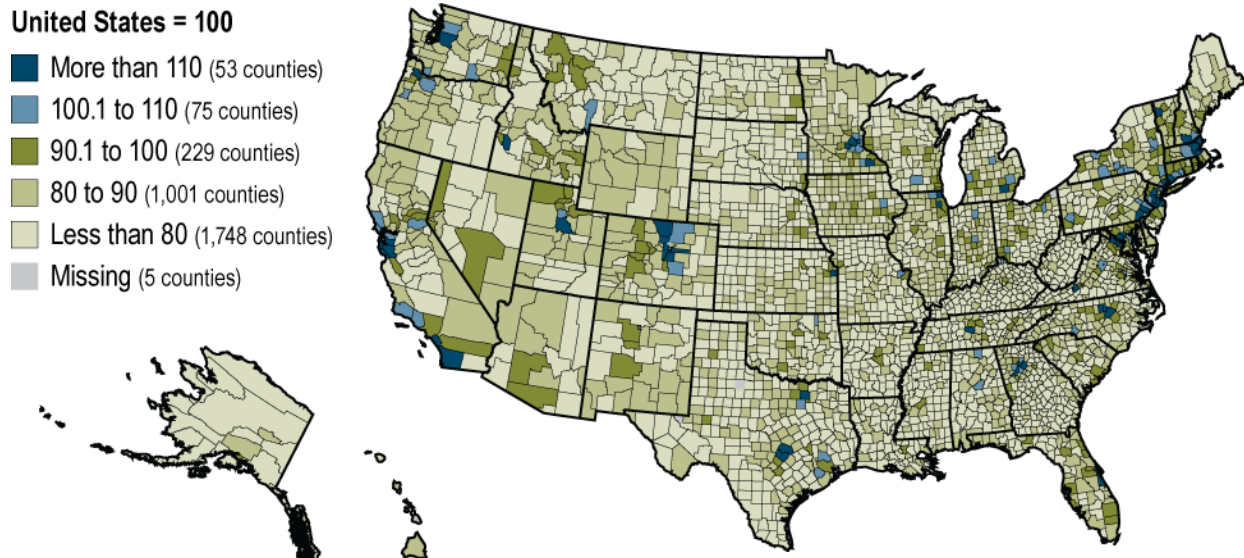 United States = 100
More than 110 (53 counties)
100.1 to 110 (75 counties)
90.1 to 100 (229 counties)
80 to 90 (1,001 counties)
Less than 80 (1,748 counties)
Missing (5 counties)